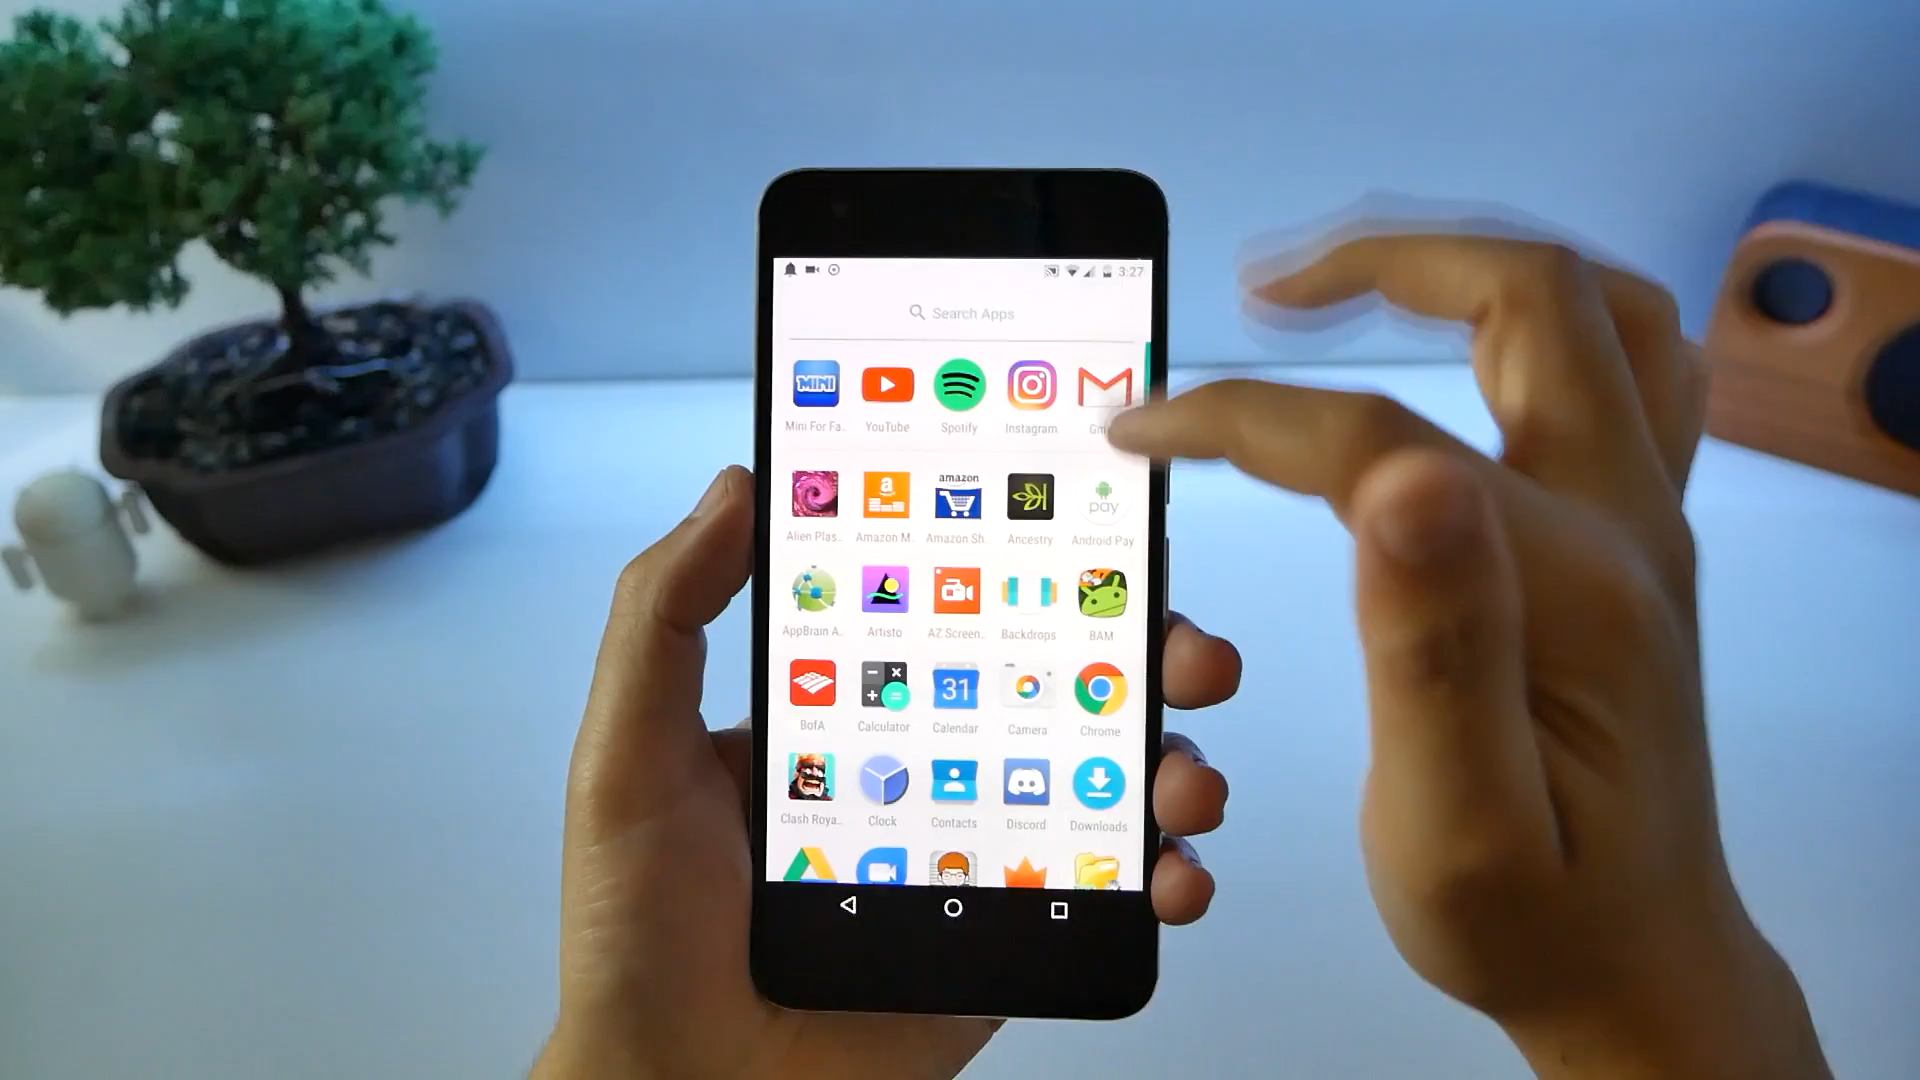 3:27
Search Apps
MINI
Mini For Fa..
YouTube
Spotify
Instagram
a
amazon
pay
Alien Plas..
Amazon M..
Amazon Sh..
Ancestry
Android Pay
AppBrain A..
Artisto
AZ Screen..
Backdrops
BAM
31
BofA
Calculator
Calendar
Camera
Chrome
Clash Roya..
Clock
Contacts
Discord
Downloads